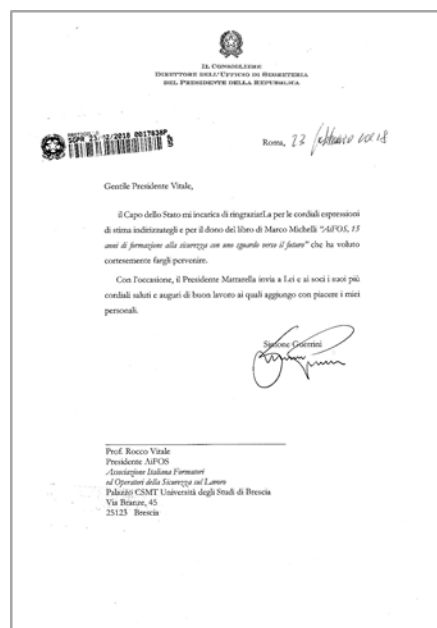 IL CONSIGLIERE
DIRETTORE DELL'UFFICIO DI SEGRETERIA
DEL PRESIDENTE DELLA REPUBBLICA
Roma, 23 febbraio 2018
Gentile Presidente Vitale,
il Capo dello Stato mi incarica di ringraziarLa per le cordiali espressioni
di stima indirizzategli e per il dono del libro di Marco Michelli "AiFOS, 15
anni di formazione alla sicurezza con uno sguardo verso il futuro" che ha voluto
cortesemente fargli pervenire.
Con l'occasione, il Presidente Mattarella invia a Lei e ai soci i suoi più
cordiali saluti e auguri di buon lavoro ai quali aggiungo con piacere i miei
personali.
Simone Guerrini
Prof. Rocco Vitale
Presidente AiFOS
Associazione Italiana Formatori
ed Operatori della Sicurezza sul Lavoro
Palazzo CSMT Università degli Studi di Brescia
Via Branze, 45
25123 Brescia